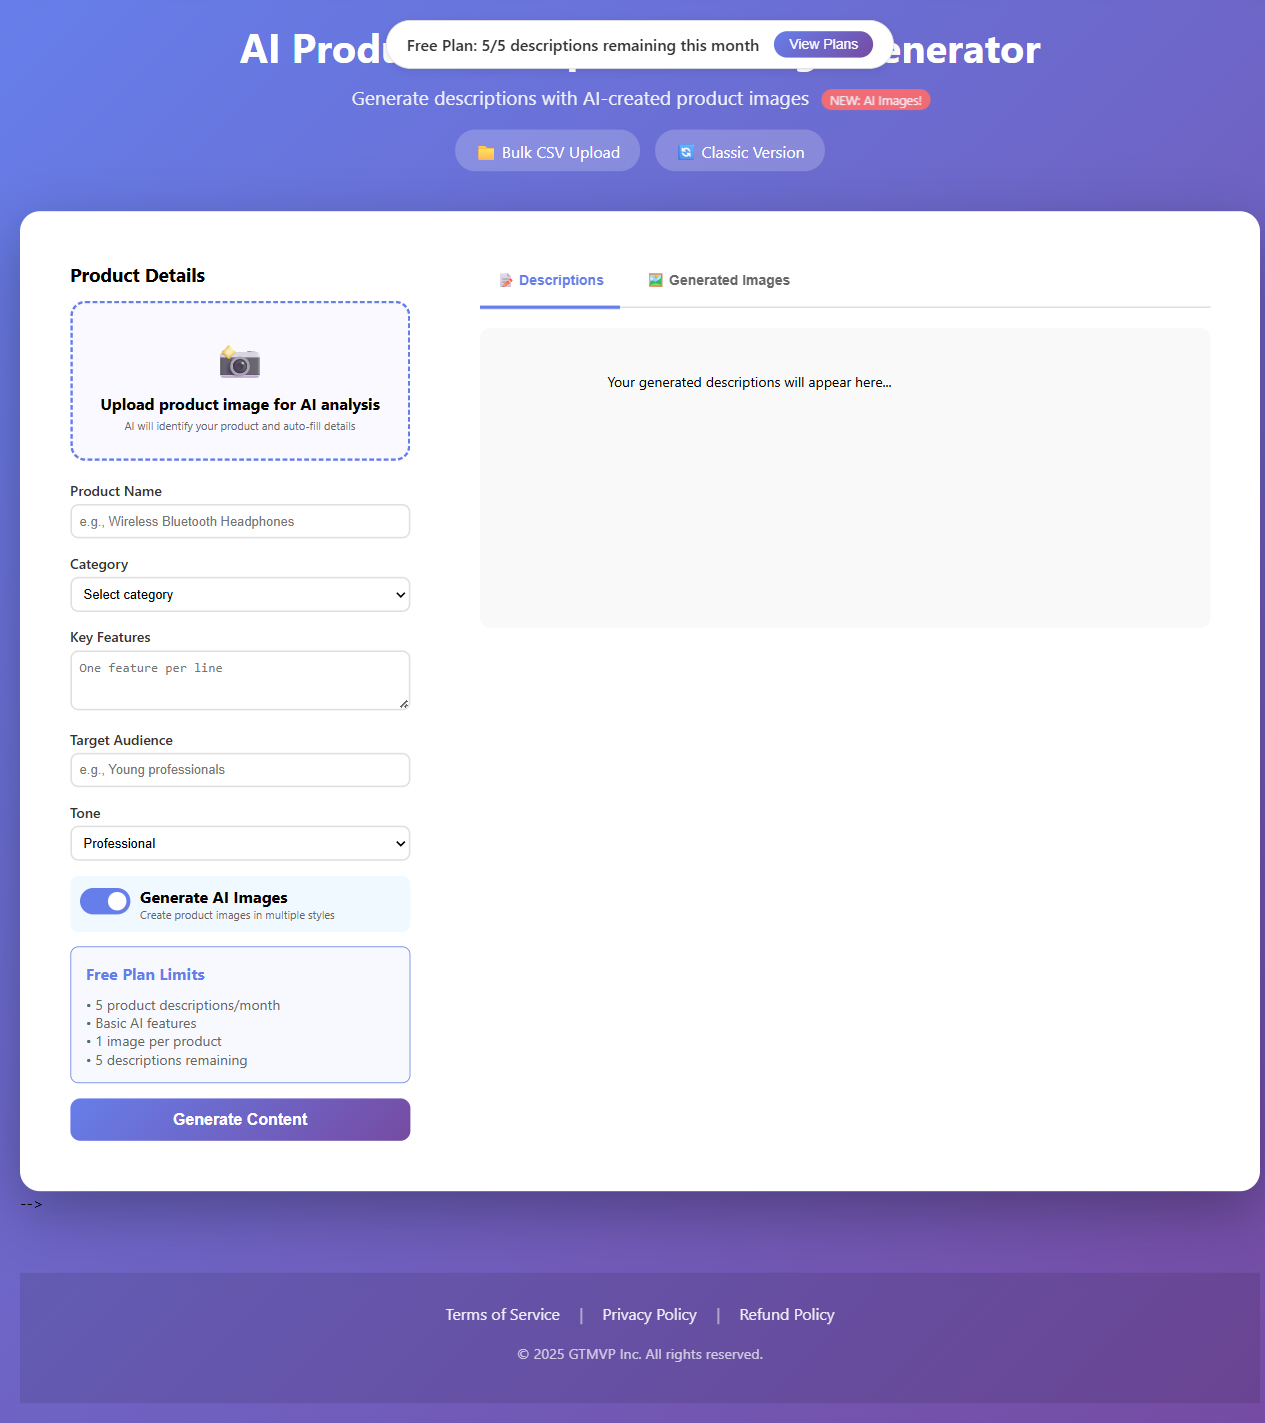 AI Prod
enerator
Free Plan: 5/5 descriptions remaining this month
View Plans
Generate descriptions with AI-created product images
NEW: AI Images!
Bulk CSV Upload
Classic Version
Product Details
Upload product image for AI analysis
AI will identify your product and auto-fill details
Product Name
e.g., Wireless Bluetooth Headphones
Category
Select category
Key Features
One feature per line
Target Audience
e.g., Young professionals
Tone
Professional
Generate AI Images
Create product images in multiple styles
Free Plan Limits
• 5 product descriptions/month
• Basic AI features
• 1 image per product
• 5 descriptions remaining
Generate Content
Descriptions
Generated Images
Your generated descriptions will appear here...
-->
Terms of Service | Privacy Policy | Refund Policy
© 2025 GTMVP Inc. All rights reserved.